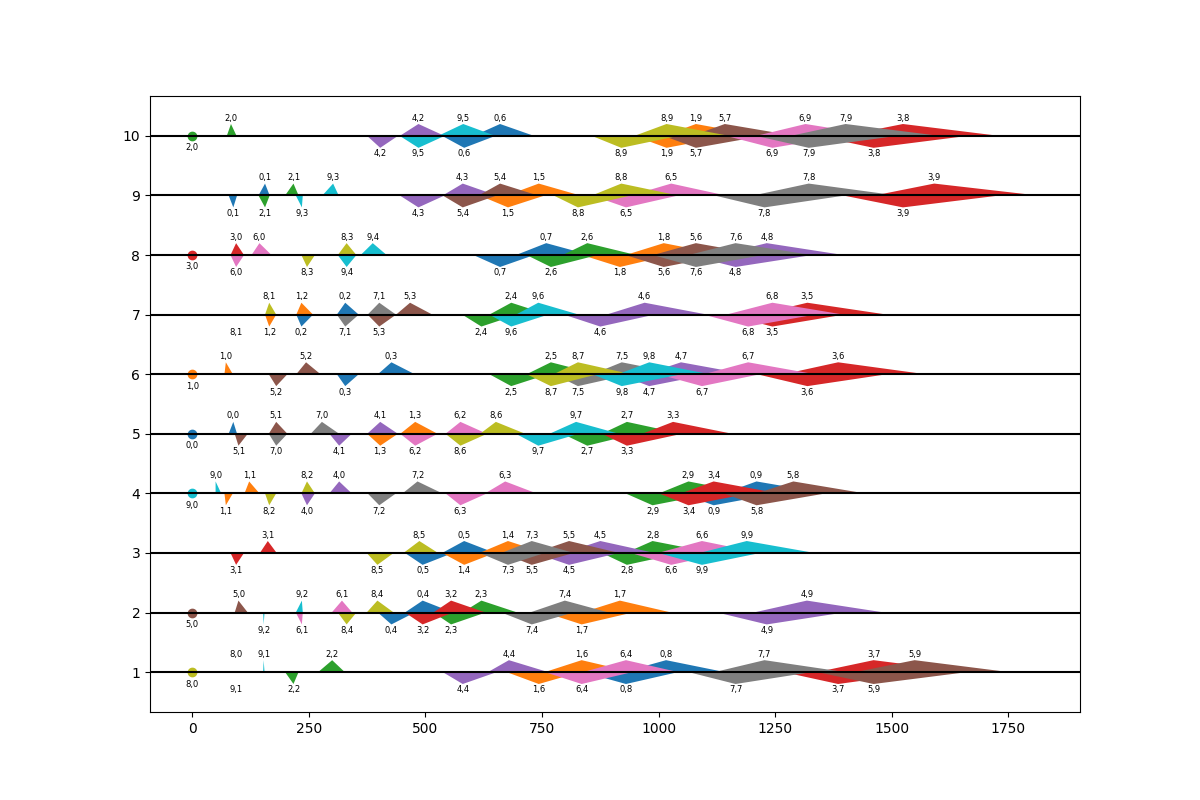 2,0 4,2 9,5 0,6 8,9 1,9 5,7 6,9 7,9 3,8
10
2,0 4,2 9,5 0,6 8,9 1,9 5,7 6,9 7,9 3,8
0,1 2,1 9,3 4,3 5,4 1,5 8,8 6,5 7,8 3,9
9
0,1 2,1 9,3 4,3 5,4 1,5 8,8 6,5 7,8 3,9
3,0 6,0 8,3 9,4 0,7 2,6 1,8 5,6 7,6 4,8
8
3,0 6,0 8,3 9,4 0,7 2,6 1,8 5,6 7,6 4,8
8,1 1,2 0,2 7,1 5,3 2,4 9,6 4,6 6,8 3,5
7
8,1 1,2 0,2 7,1 5,3 2,4 9,6 4,6 6,8 3,5
1,0 5,2 0,3 2,5 8,7 7,5 9,8 4,7 6,7 3,6
6
1,0 5,2 0,3 2,5 8,7 7,5 9,8 4,7 6,7 3,6
0,0 5,1 7,0 4,1 1,3 6,2 8,6 9,7 2,7 3,3
5
0,0 5,1 7,0 4,1 1,3 6,2 8,6 9,7 2,7 3,3
9,0 1,1 8,2 4,0 7,2 6,3 2,9 3,4 0,9 5,8
4
9,0 1,1 8,2 4,0 7,2 6,3 2,9 3,4 0,9 5,8
3,1 8,5 0,5 1,4 7,3 5,5 4,5 2,8 6,6 9,9
3
3,1 8,5 0,5 1,4 7,3 5,5 4,5 2,8 6,6 9,9
5,0 9,2 6,1 8,4 0,4 3,2 2,3 7,4 1,7 4,9
2
5,0 9,2 6,1 8,4 0,4 3,2 2,3 7,4 1,7 4,9
8,0 9,1 2,2 4,4 1,6 6,4 0,8 7,7 3,7 5,9
1
8,0 9,1 2,2 4,4 1,6 6,4 0,8 7,7 3,7 5,9
0 250 500 750 1000 1250 1500 1750